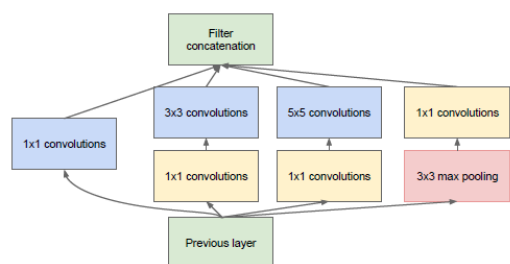 Filter
concatenation
3x3 convolutions
5x5 convolutions
1x1 convolutions
1x1 convolutions
1x1 convolutions
1x1 convolutions
3x3 max pooling
Previous layer